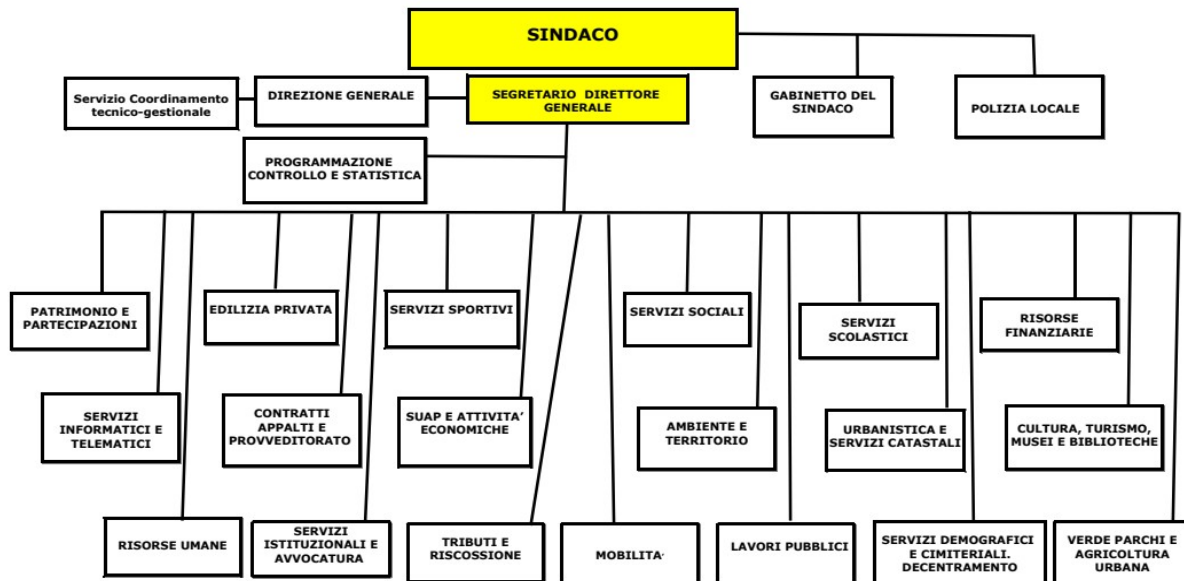 SINDACO
Servizio Coordinamento
tecnico-gestionale
DIREZIONE GENERALE
SEGRETARIO DIRETTORE
GENERALE
GABINETTO DEL
SINDACO
POLIZIA LOCALE
PROGRAMMAZIONE
CONTROLLO E STATISTICA
PATRIMONIO E
PARTECIPAZIONI
EDILIZIA PRIVATA
SERVIZI SPORTIVI
SERVIZI SOCIALI
SERVIZI
SCOLASTICI
RISORSE
FINANZIARIE
SERVIZI
INFORMATICI E
TELEMATICI
CONTRATTI
APPALTI E
PROVVEDITORATO
SUAP E ATTIVITA’
ECONOMICHE
AMBIENTE E
TERRITORIO
URBANISTICA E
SERVIZI CATASTALI
CULTURA, TURISMO,
MUSEI E BIBLIOTECHE
RISORSE UMANE
SERVIZI
ISTITUZIONALI E
AVVOCATURA
TRIBUTI E
RISCOSSIONE
MOBILITA’
LAVORI PUBBLICI
SERVIZI DEMOGRAFICI
E CIMITERIALI.
DECENTRAMENTO
VERDE PARCHI E
AGRICOLTURA
URBANA